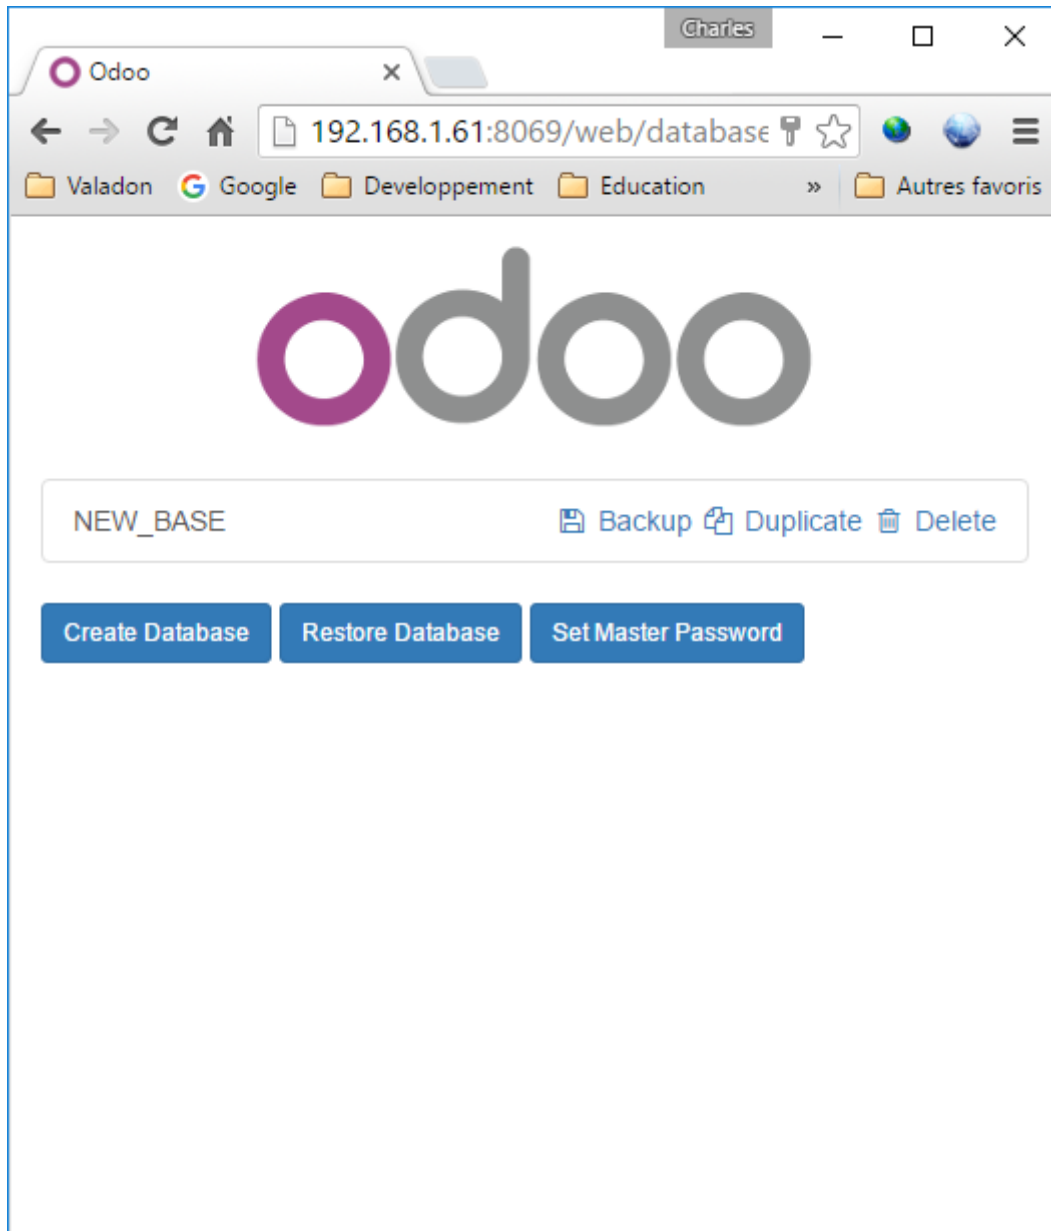 Charles
Odoo
192.168.1.61:8069/web/database
Valadon Google Developpement Education » Autres favoris
odoo
NEW_BASE Backup Duplicate Delete
Create Database Restore Database Set Master Password